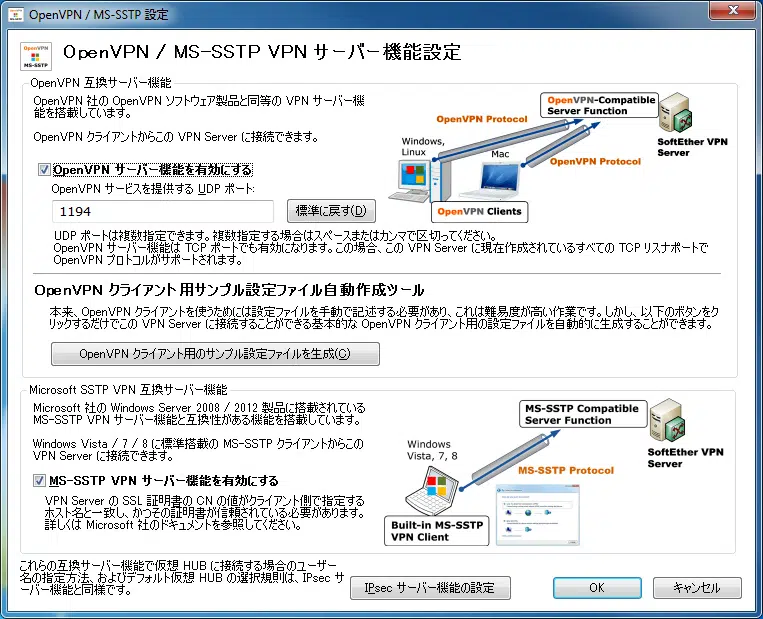 OpenVPN / MS-SSTP 設定
OpenVPN
MS-SSTP
OpenVPN / MS-SSTP VPN サーバー機能設定
OpenVPN 互換サーバー機能
OpenVPN 社の OpenVPN ソフトウェア製品と同等の VPN サーバー機
能を搭載しています。
OpenVPN クライアントからこの VPN Server に接続できます。
OpenVPN サーバー機能を有効にする
OpenVPN サービスを提供する UDP ポート:
1194
標準に戻す(D)
OpenVPN Protocol
OpenVPN-Compatible
Server Function
Windows,
Linux
Mac
SoftEther VPN
Server
OpenVPN Protocol
OpenVPN Clients
UDP ポートは複数指定できます。複数指定する場合はスペースまたはカンマで区切ってください。
OpenVPN サーバー機能は TCP ポートでも有効になります。この場合、この VPN Server に現在作成されているすべての TCP リスナポートで
OpenVPN プロトコルがサポートされます。
OpenVPN クライアント用サンプル設定ファイル自動作成ツール
本来、OpenVPN クライアントを使うためには設定ファイルを手動で記述する必要があり、これは難易度が高い作業です。しかし、以下のボタンをク
リックするだけでこの VPN Server に接続することができる基本的な OpenVPN クライアント用の設定ファイルを自動的に生成することができます。
OpenVPN クライアント用のサンプル設定ファイルを生成(C)
Microsoft SSTP VPN 互換サーバー機能
Microsoft 社の Windows Server 2008 / 2012 製品に搭載されている
MS-SSTP VPN サーバー機能と互換性がある機能を搭載しています。
Windows Vista / 7 / 8 に標準搭載の MS-SSTP クライアントからこの
VPN Server に接続できます。
MS-SSTP VPN サーバー機能を有効にする
VPN Server の SSL 証明書の CN の値がクライアント側で指定する
ホスト名と一致し、かつその証明書が信頼されている必要があります。
詳しくは Microsoft 社のドキュメントを参照してください。
MS-SSTP Compatible
Server Function
Windows
Vista, 7, 8
SoftEther VPN
Server
MS-SSTP Protocol
Built-in MS-SSTP
VPN Client
これらの互換サーバー機能で仮想 HUB に接続する場合のユーザー
名の指定方法、およびデフォルト仮想 HUB の選択規則は、IPsec サ
ーバー機能と同様です。
IPsec サーバー機能の設定
OK
キャンセル